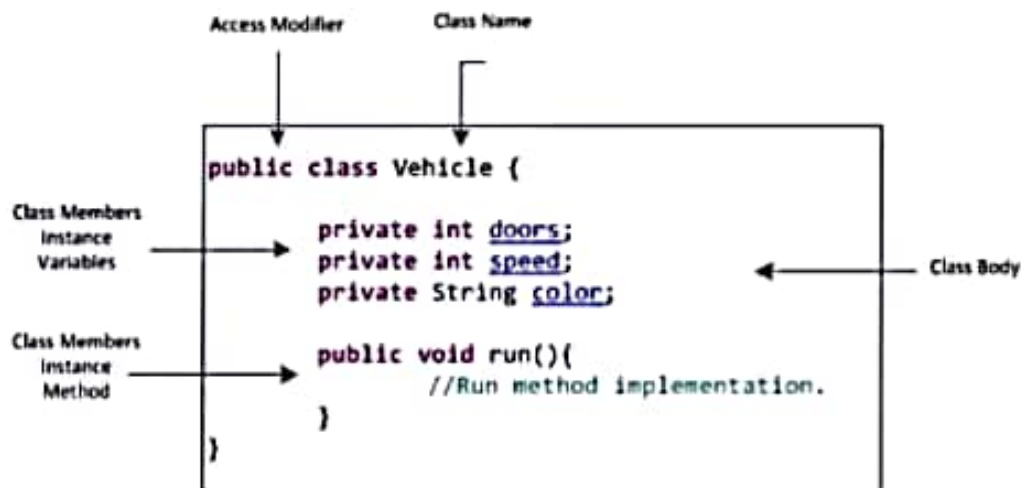 Access Modifier
Class Name
public class Vehicle {
Class Members
Instance
Variables
private int doors;
private int speed;
private String color;
Class Body
Class Members
Instance
Method
public void run(){
//Run method implementation.
}
}